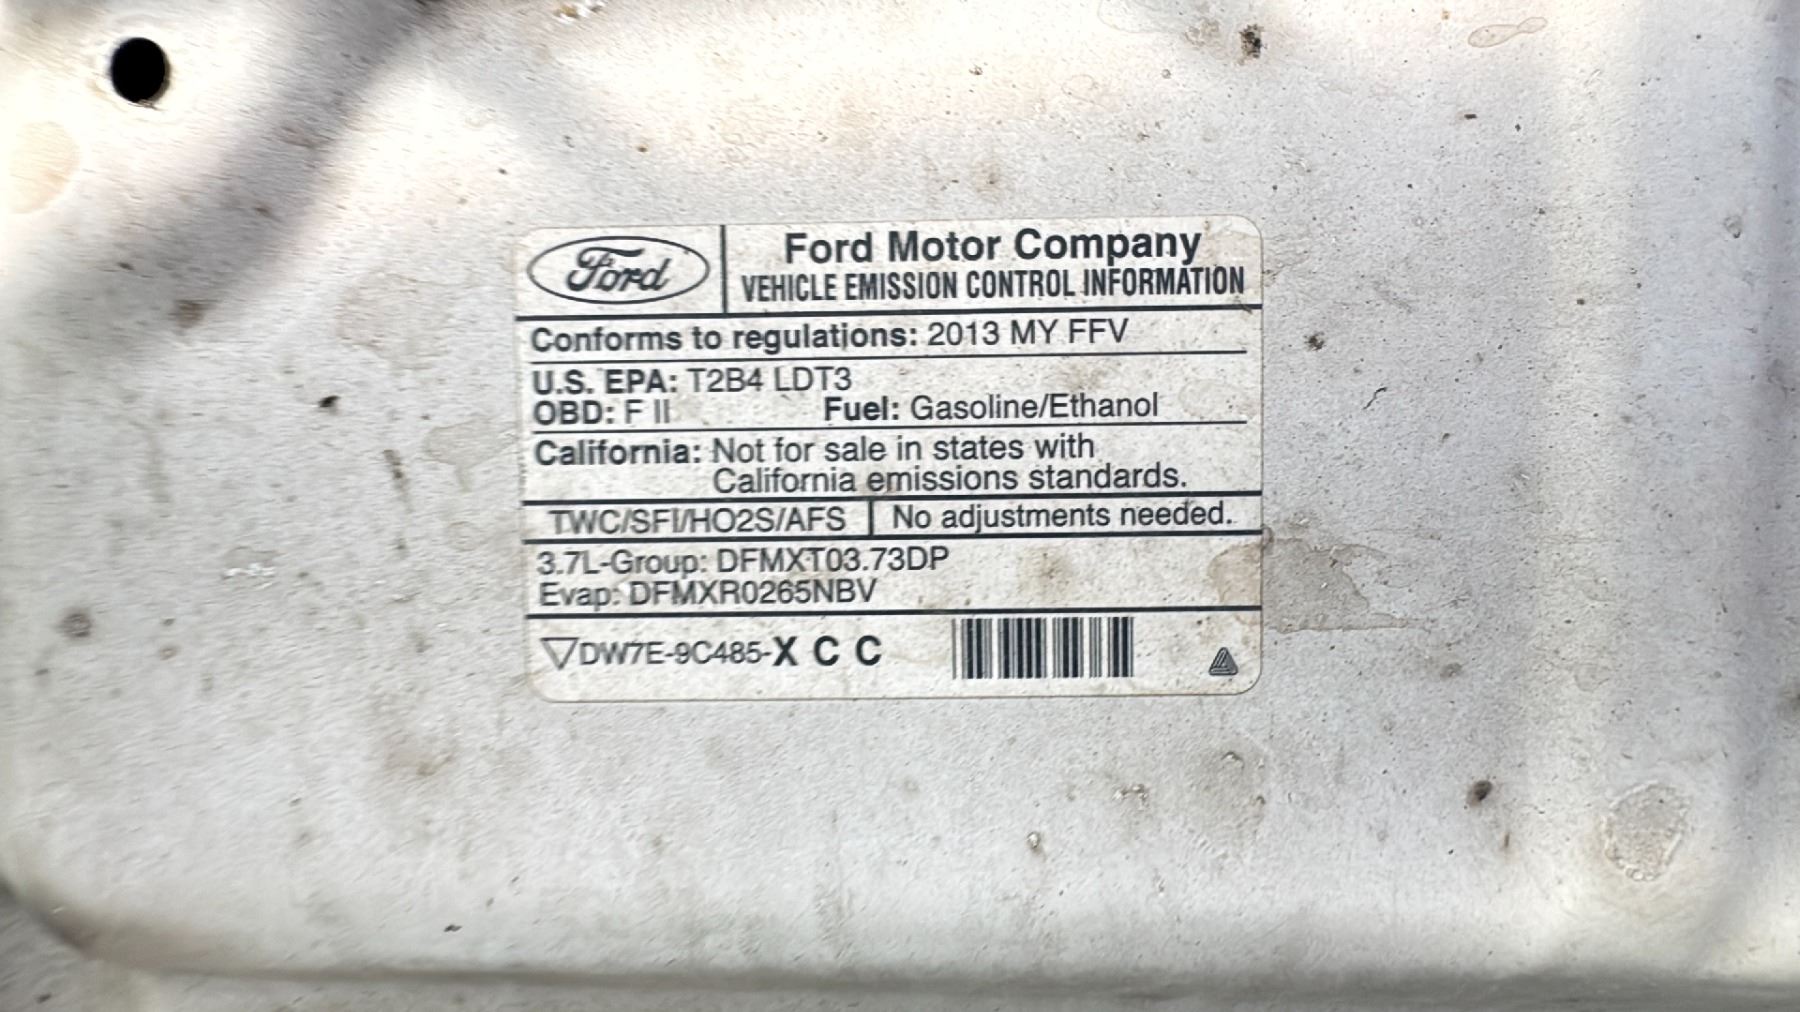 Ford
Ford Motor Company
VEHICLE EMISSION CONTROL INFORMATION
Conforms to regulations: 2013 MY FFV
U.S. EPA: T2B4 LDT3
OBD: F II Fuel: Gasoline/Ethanol
California: Not for sale in states with
California emissions standards.
TWC/SFI/HO2S/AFS No adjustments needed.
3.7L-Group: DFMXT03.73DP
Evap: DFMXR0265NBV
DW7E-9C485-X C C